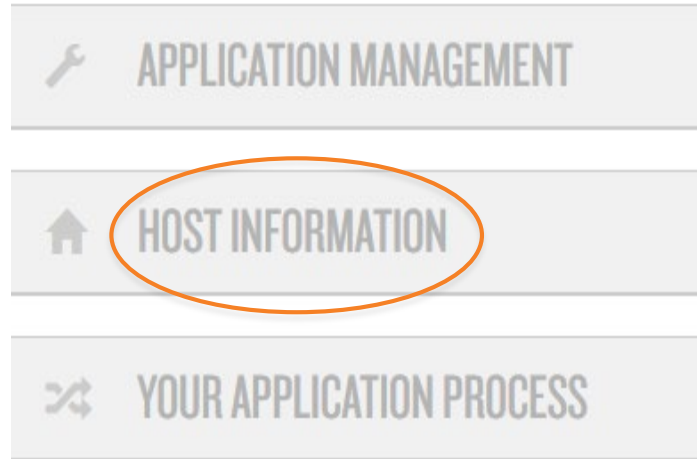 APPLICATION MANAGEMENT
HOST INFORMATION
YOUR APPLICATION PROCESS